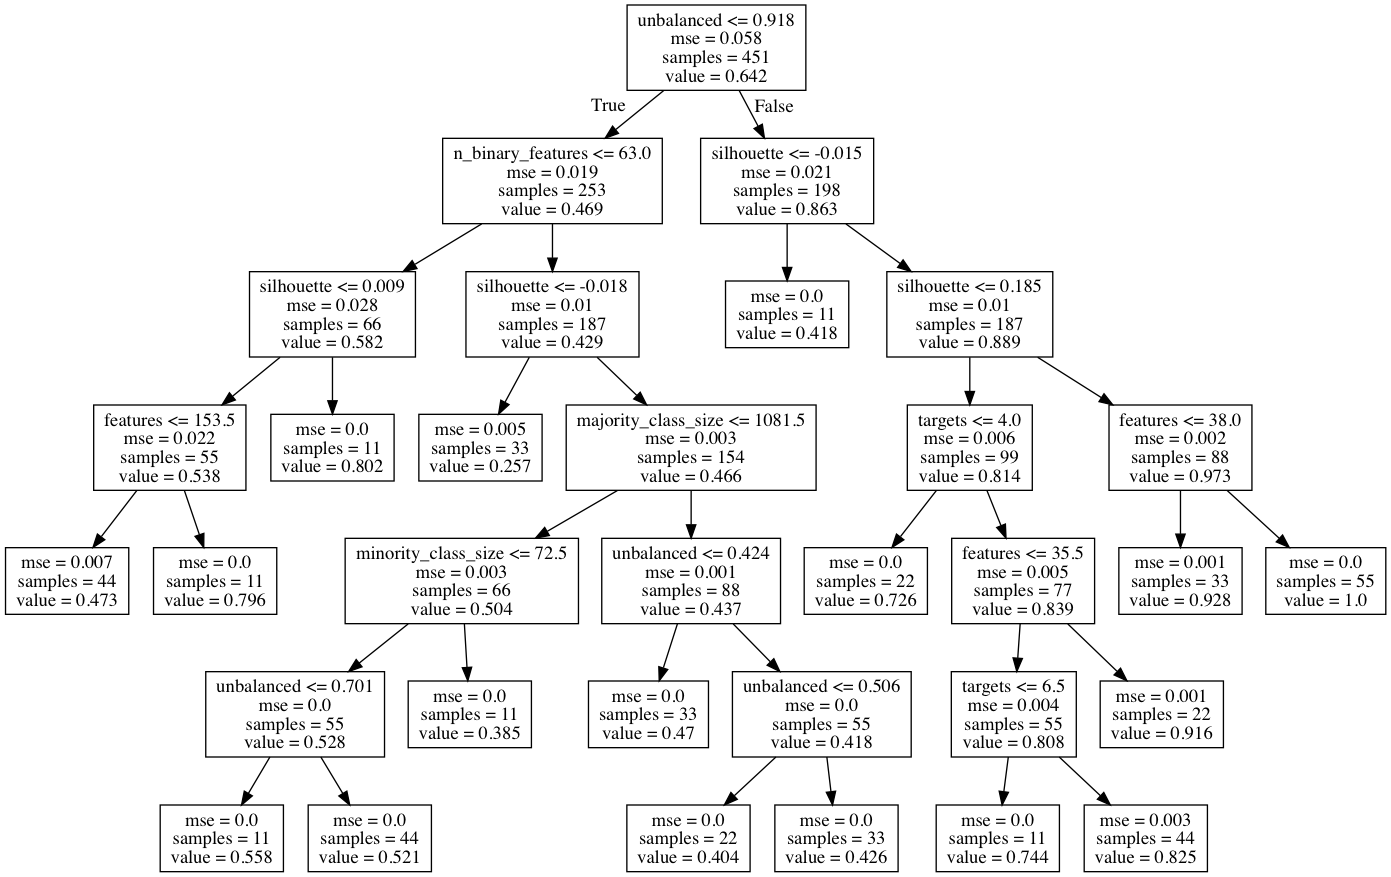 unbalanced <= 0.918
mse = 0.058
samples = 451
value = 0.642
True
False
n_binary_features <= 63.0
mse = 0.019
samples = 253
value = 0.469
silhouette <= -0.015
mse = 0.021
samples = 198
value = 0.863
silhouette <= 0.009
mse = 0.028
samples = 66
value = 0.582
silhouette <= -0.018
mse = 0.01
samples = 187
value = 0.429
mse = 0.0
samples = 11
value = 0.418
silhouette <= 0.185
mse = 0.01
samples = 187
value = 0.889
features <= 153.5
mse = 0.022
samples = 55
value = 0.538
mse = 0.0
samples = 11
value = 0.802
mse = 0.005
samples = 33
value = 0.257
majority_class_size <= 1081.5
mse = 0.003
samples = 154
value = 0.466
targets <= 4.0
mse = 0.006
samples = 99
value = 0.814
features <= 38.0
mse = 0.002
samples = 88
value = 0.973
mse = 0.007
samples = 44
value = 0.473
mse = 0.0
samples = 11
value = 0.796
minority_class_size <= 72.5
mse = 0.003
samples = 66
value = 0.504
unbalanced <= 0.424
mse = 0.001
samples = 88
value = 0.437
mse = 0.0
samples = 22
value = 0.726
features <= 35.5
mse = 0.005
samples = 77
value = 0.839
mse = 0.001
samples = 33
value = 0.928
mse = 0.0
samples = 55
value = 1.0
unbalanced <= 0.701
mse = 0.0
samples = 55
value = 0.528
mse = 0.0
samples = 11
value = 0.385
mse = 0.0
samples = 33
value = 0.47
unbalanced <= 0.506
mse = 0.0
samples = 55
value = 0.418
targets <= 6.5
mse = 0.004
samples = 55
value = 0.808
mse = 0.001
samples = 22
value = 0.916
mse = 0.0
samples = 11
value = 0.558
mse = 0.0
samples = 44
value = 0.521
mse = 0.0
samples = 22
value = 0.404
mse = 0.0
samples = 33
value = 0.426
mse = 0.0
samples = 11
value = 0.744
mse = 0.003
samples = 44
value = 0.825